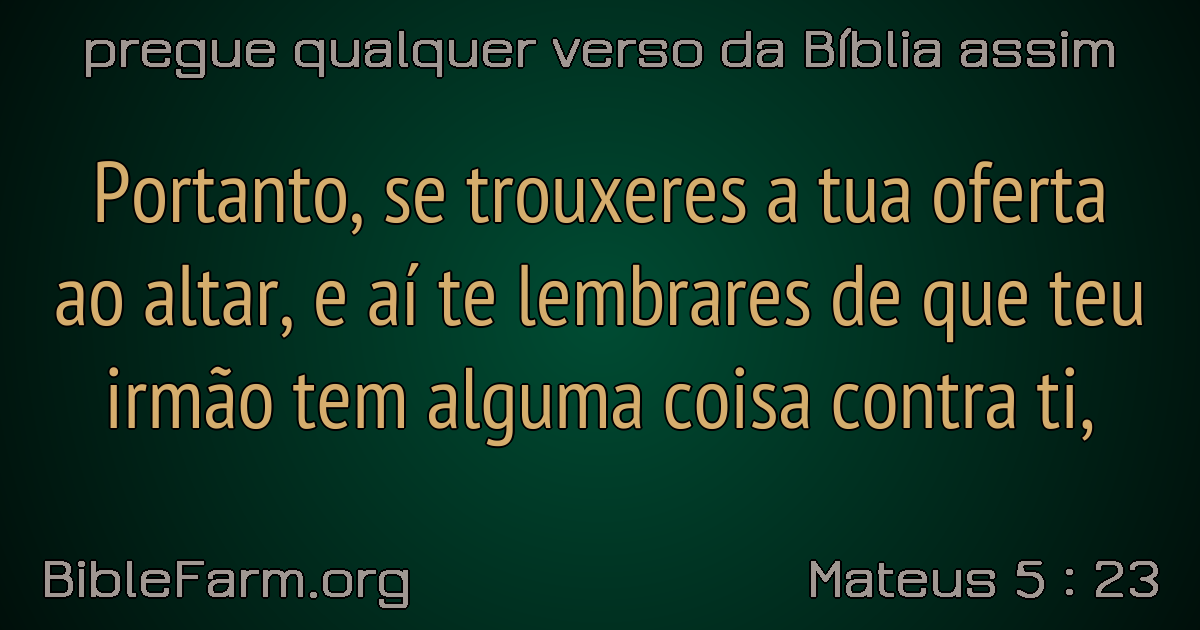 pregue qualquer verso da Bíblia assim
Portanto, se trouxeres a tua oferta
ao altar, e aí te lembrares de que teu
irmão tem alguma coisa contra ti,
BibleFarm.org
Mateus 5 : 23